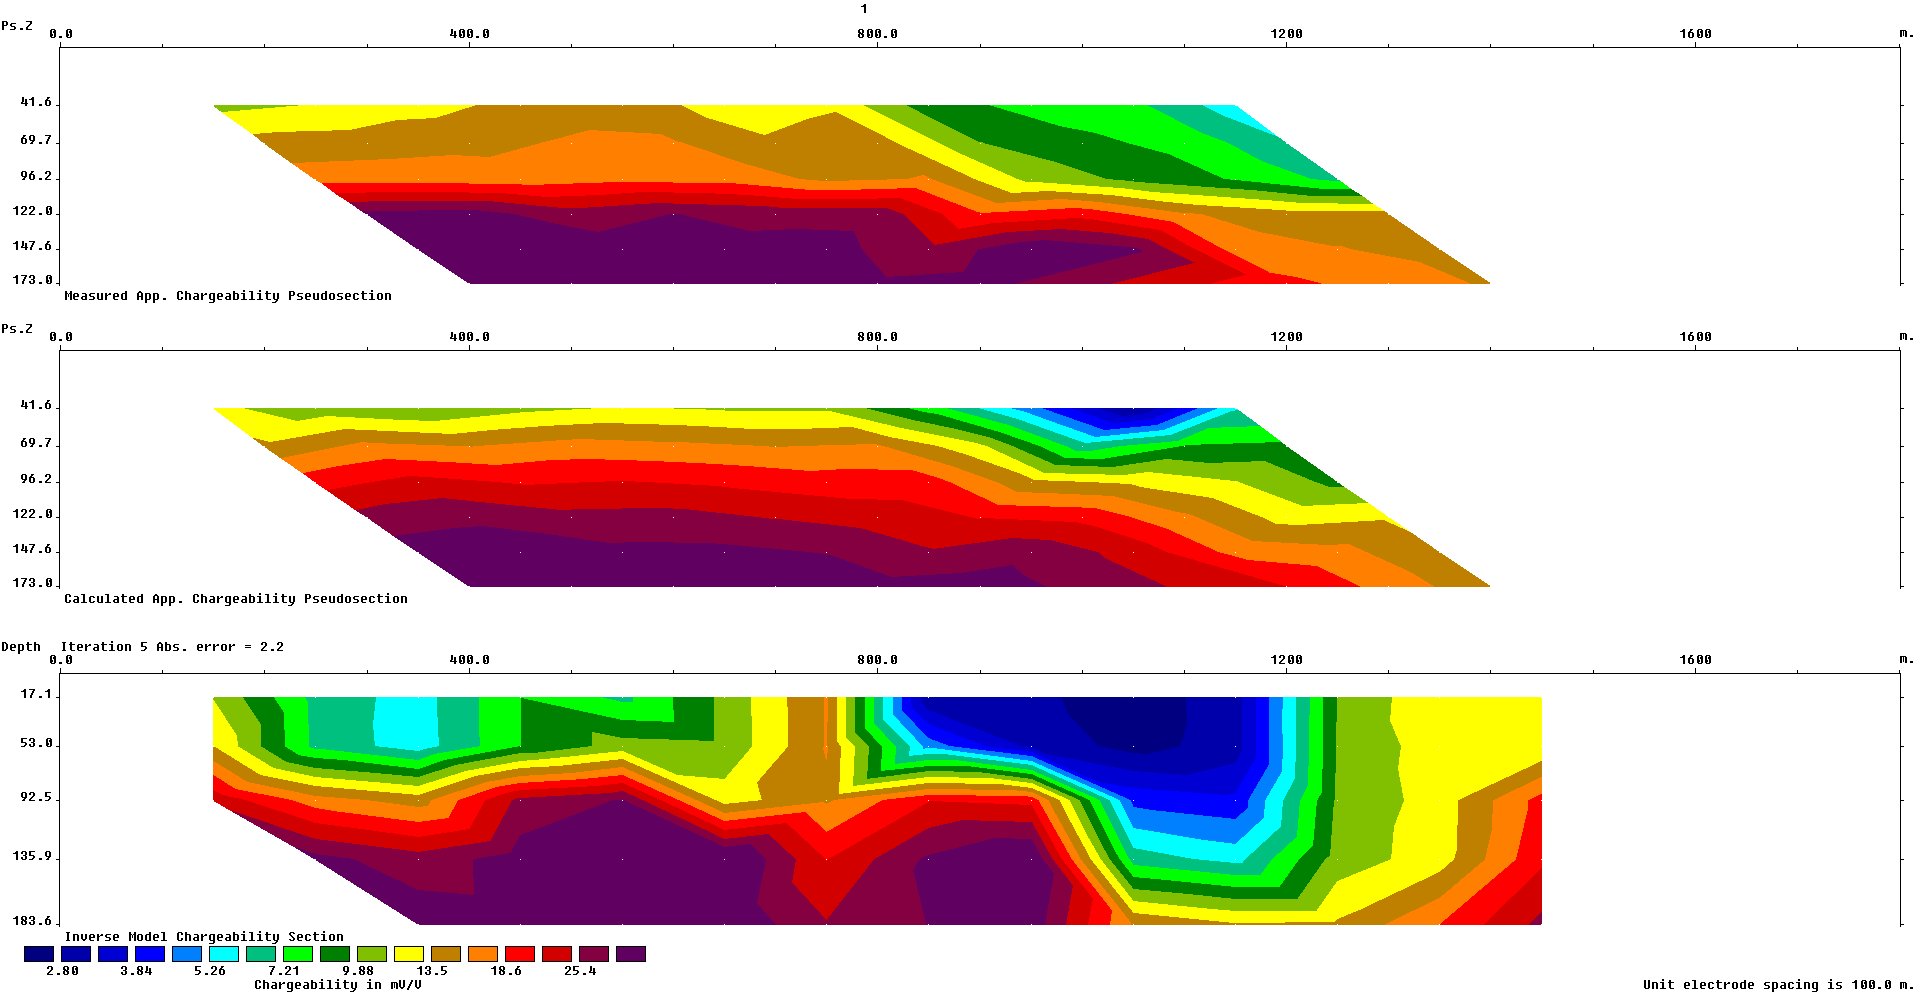 1
Ps.Z 0.0 400.0 800.0 1200 1600 m.
41.6
69.7
96.2
122.0
147.6
173.0
Measured App. Chargeability Pseudosection
Ps.Z 0.0 400.0 800.0 1200 1600 m.
41.6
69.7
96.2
122.0
147.6
173.0
Calculated App. Chargeability Pseudosection
Depth Iteration 5 Abs. error = 2.2
0.0 400.0 800.0 1200 1600 m.
17.1
53.0
92.5
135.9
183.6
Inverse Model Chargeability Section
2.80 3.84 5.26 7.21 9.88 13.5 18.6 25.4
Chargeability in mV/V
Unit electrode spacing is 100.0 m.